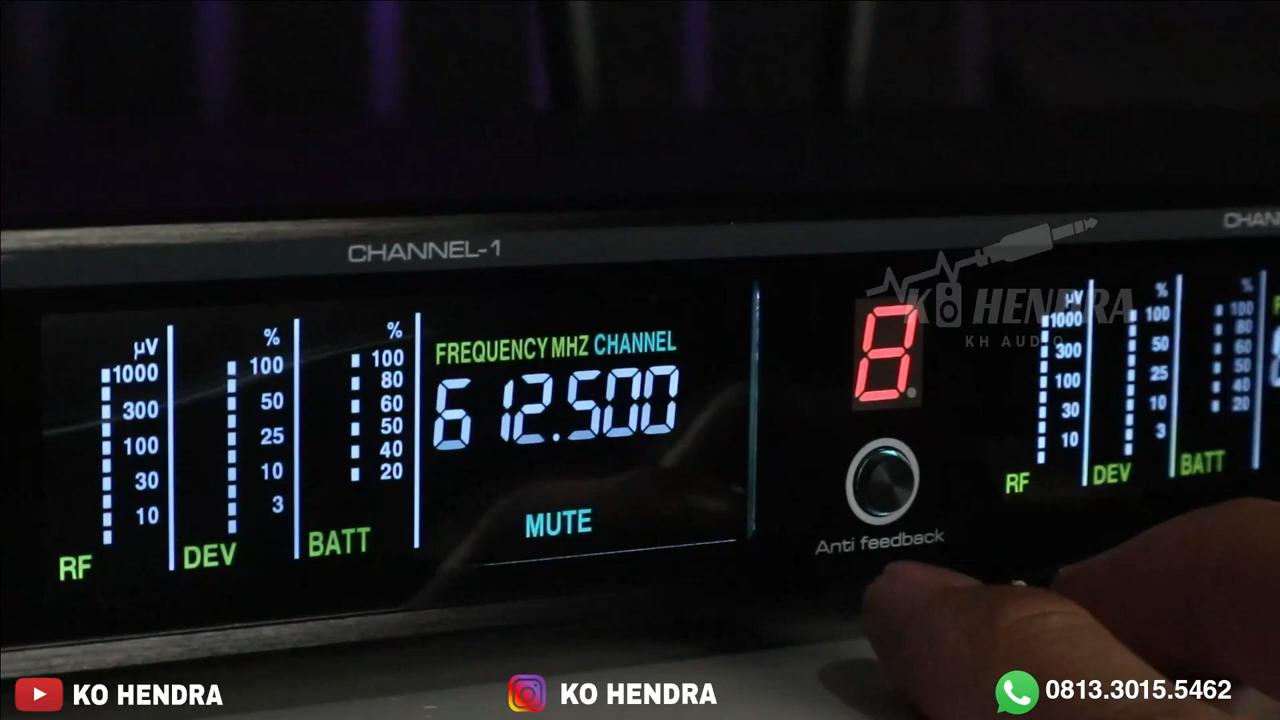 CHANNEL-1
CHAN
µV
1000
300
100
30
10
RF
%
100
50
25
10
3
DEV
%
100
80
60
50
40
20
BATT
FREQUENCY MHZ CHANNEL
612.500
MUTE
8
Anti feedback
KO HENDRA
KH AUDIO
µV
1000
300
100
30
10
RF
%
100
50
25
10
3
DEV
%
100
80
60
50
40
20
BATT
KO HENDRA
KO HENDRA
0813.3015.5462